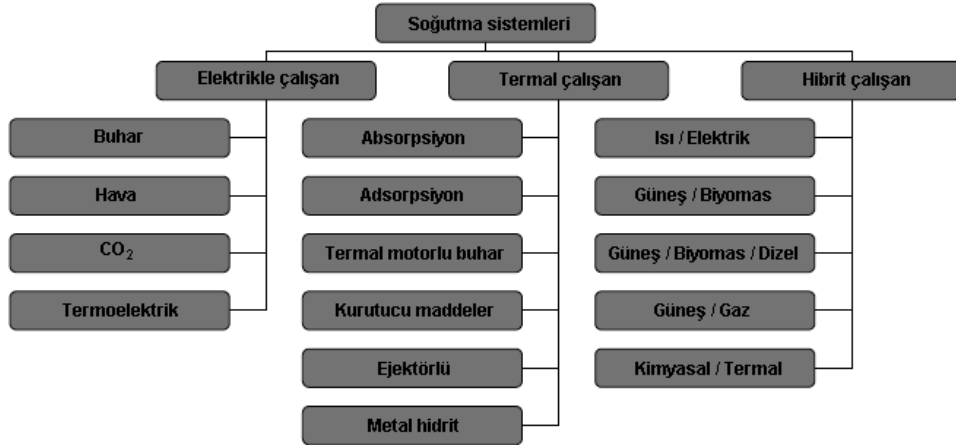 Soğutma sistemleri
Elektrikle çalışan
Termal çalışan
Hibrit çalışan
Buhar
Hava
CO₂
Termoelektrik
Absorpsiyon
Adsorpsiyon
Termal motorlu buhar
Kurutucu maddeler
Ejektörlü
Metal hidrit
Isı / Elektrik
Güneş / Biyomas
Güneş / Biyomas / Dizel
Güneş / Gaz
Kimyasal / Termal